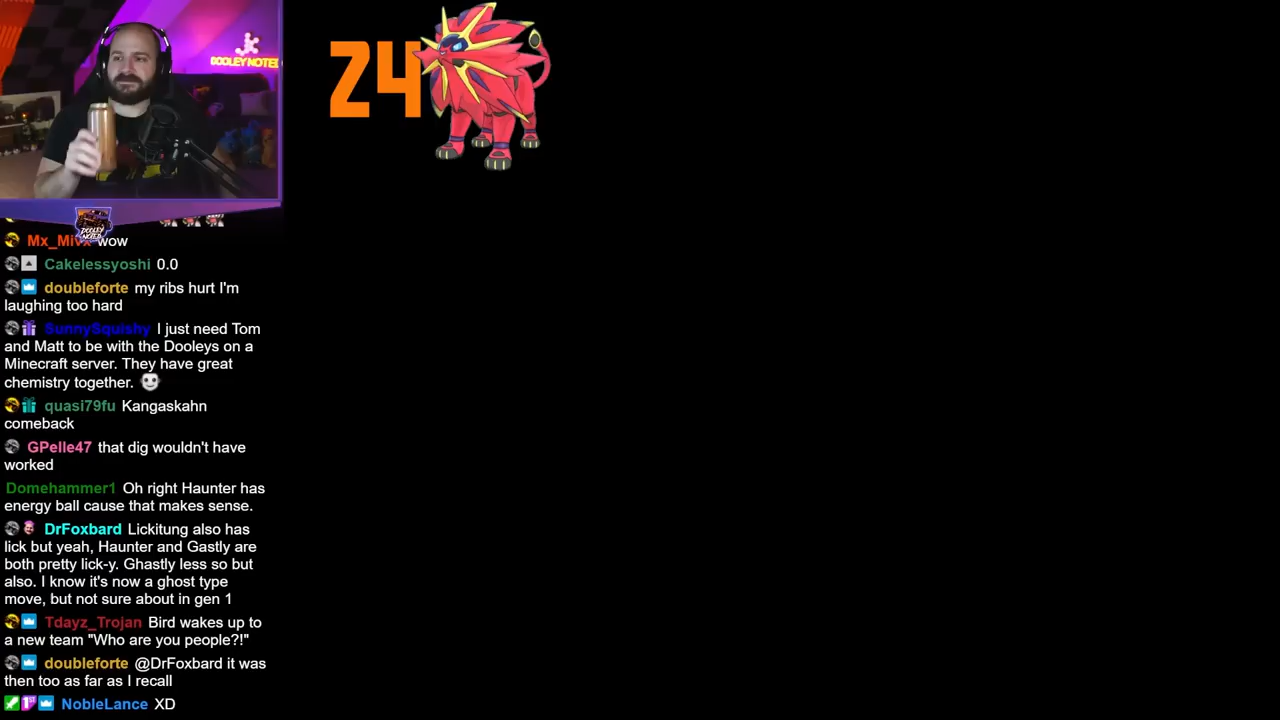 DOOLEY NOTED
Z4
DOOLEY
NOTED
Mx_Mivx wow
Cakelessyoshi 0.0
doubleforte my ribs hurt I'm
laughing too hard
SunnySquishy I just need Tom
and Matt to be with the Dooleys on a
Minecraft server. They have great
chemistry together.
quasi79fu Kangaskahn
comeback
GPelle47 that dig wouldn't have
worked
Domehammer1 Oh right Haunter has
energy ball cause that makes sense.
DrFoxbard Lickitung also has
lick but yeah, Haunter and Gastly are
both pretty lick-y. Ghastly less so but
also. I know it's now a ghost type
move, but not sure about in gen 1
Tdayz_Trojan Bird wakes up to
a new team "Who are you people?!"
doubleforte @DrFoxbard it was
then too as far as I recall
1ST NobleLance XD